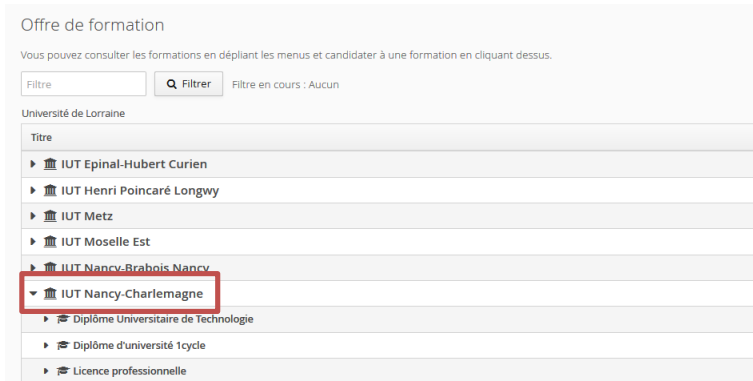 Offre de formation
Vous pouvez consulter les formations en dépliant les menus et candidater à une formation en cliquant dessus.
Filtre Filtrer Filtre en cours : Aucun
Université de Lorraine
Titre
IUT Epinal-Hubert Curien
IUT Henri Poincaré Longwy
IUT Metz
IUT Moselle Est
IUT Nancy-Brabois Nancy
IUT Nancy-Charlemagne
Diplôme Universitaire de Technologie
Diplôme d'université 1cycle
Licence professionnelle